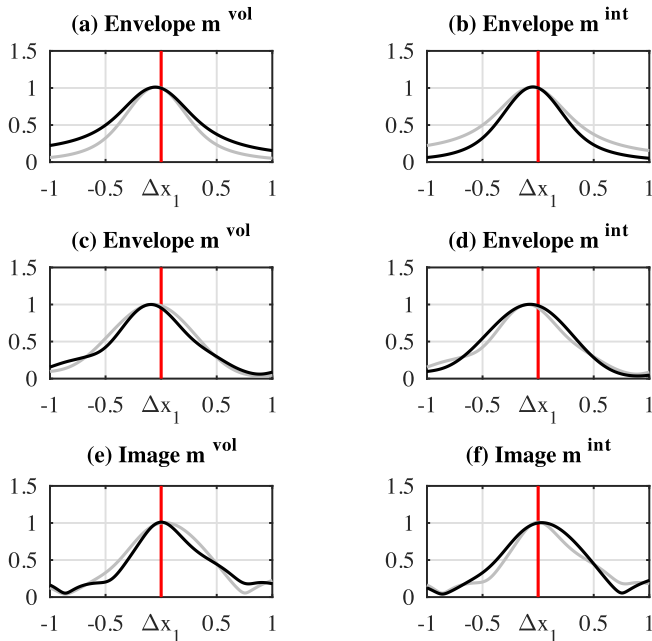 (a) Envelope m vol
1.5
1
0.5
0
-1 -0.5 Δx1 0.5 1
(b) Envelope m int
1.5
1
0.5
0
-1 -0.5 Δx1 0.5 1
(c) Envelope m vol
1.5
1
0.5
0
-1 -0.5 Δx1 0.5 1
(d) Envelope m int
1.5
1
0.5
0
-1 -0.5 Δx1 0.5 1
(e) Image m vol
1.5
1
0.5
0
-1 -0.5 Δx1 0.5 1
(f) Image m int
1.5
1
0.5
0
-1 -0.5 Δx1 0.5 1